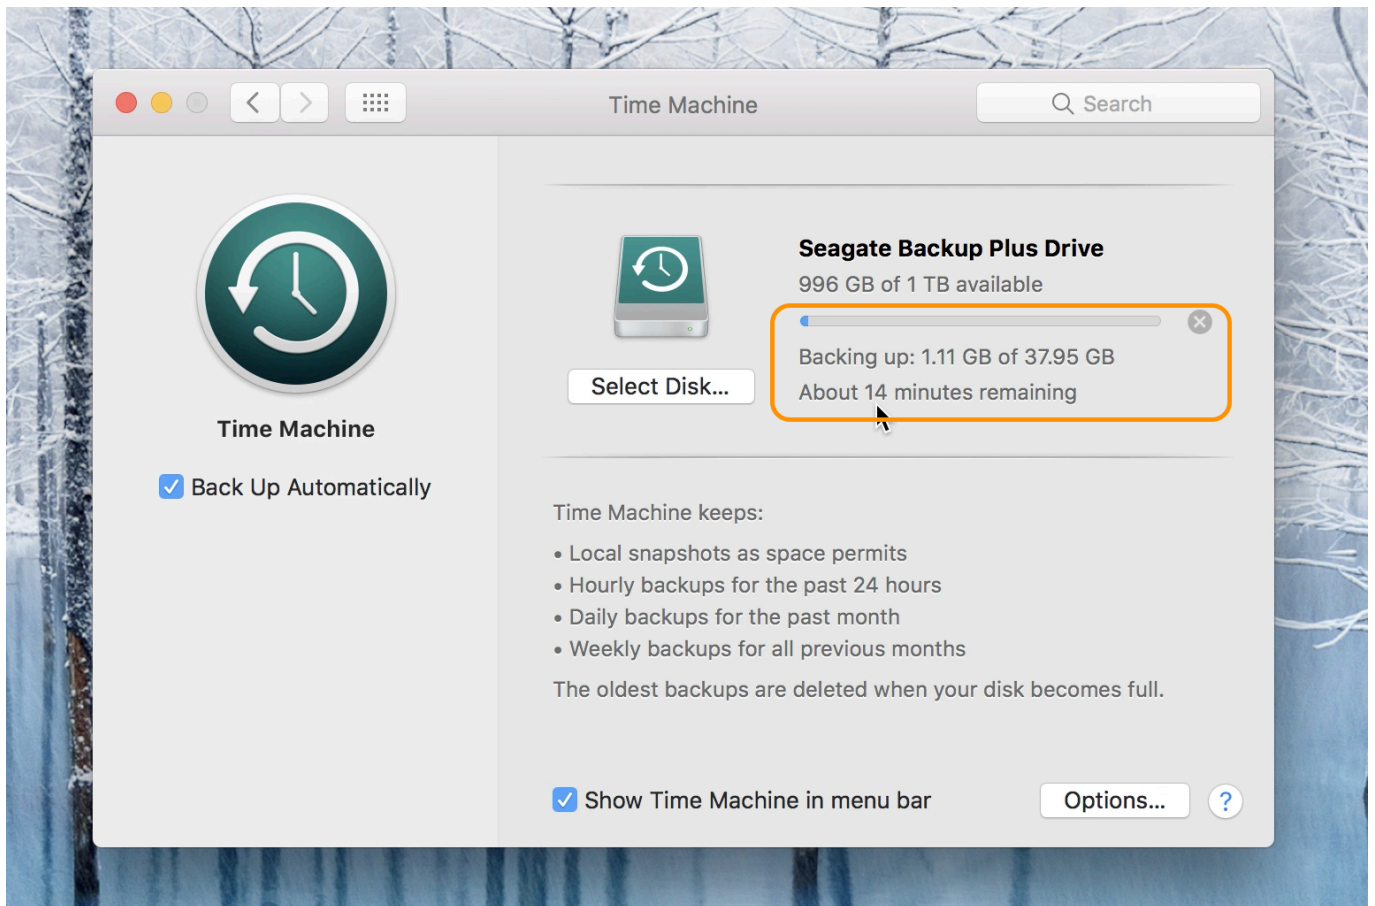 Time Machine
Search
Time Machine
Back Up Automatically
Seagate Backup Plus Drive
996 GB of 1 TB available
Backing up: 1.11 GB of 37.95 GB
About 14 minutes remaining
Select Disk...
Time Machine keeps:
• Local snapshots as space permits
• Hourly backups for the past 24 hours
• Daily backups for the past month
• Weekly backups for all previous months
The oldest backups are deleted when your disk becomes full.
Show Time Machine in menu bar
Options...
?